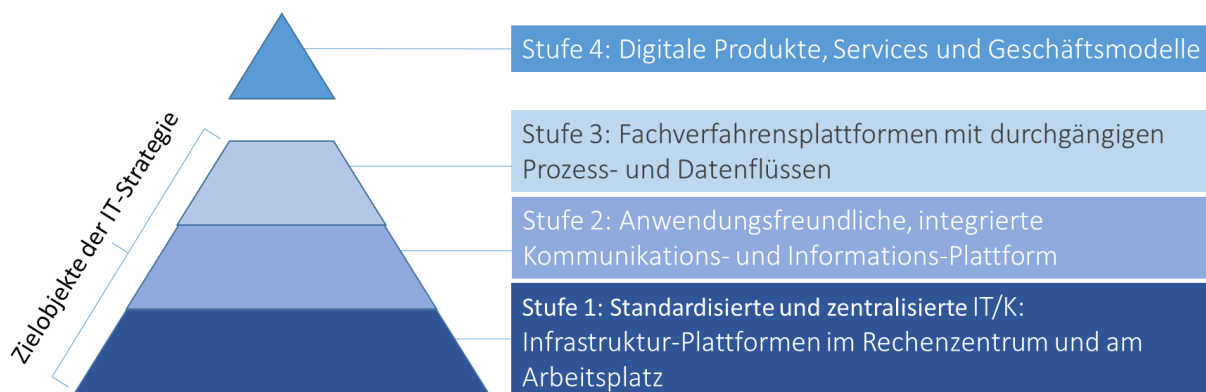 Stufe 4: Digitale Produkte, Services und Geschäftsmodelle
Zielobjekte der IT-Strategie
Stufe 3: Fachverfahrensplattformen mit durchgängigen
Prozess- und Datenflüssen
Stufe 2: Anwendungsfreundliche, integrierte
Kommunikations- und Informations-Plattform
Stufe 1: Standardisierte und zentralisierte IT/K:
Infrastruktur-Plattformen im Rechenzentrum und am
Arbeitsplatz